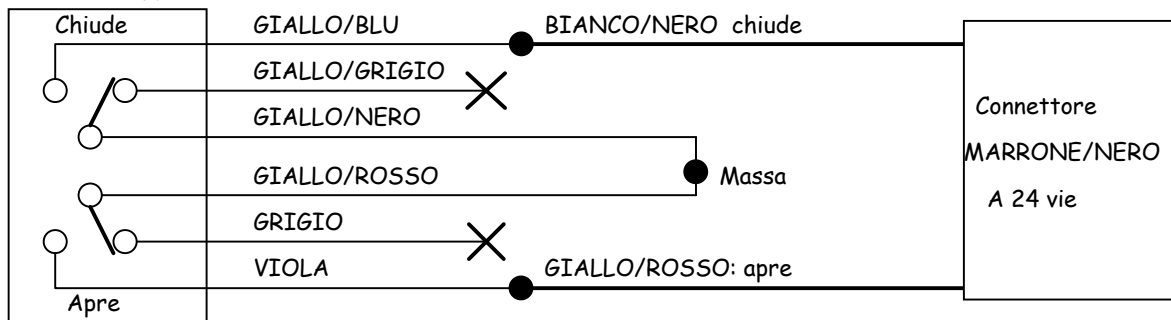 Chiude GIALLO/BLU BIANCO/NERO chiude
GIALLO/GRIGIO
GIALLO/NERO
Connettore
MARRONE/NERO
A 24 vie
GIALLO/ROSSO Massa
GRIGIO
VIOLA GIALLO/ROSSO: apre
Apre